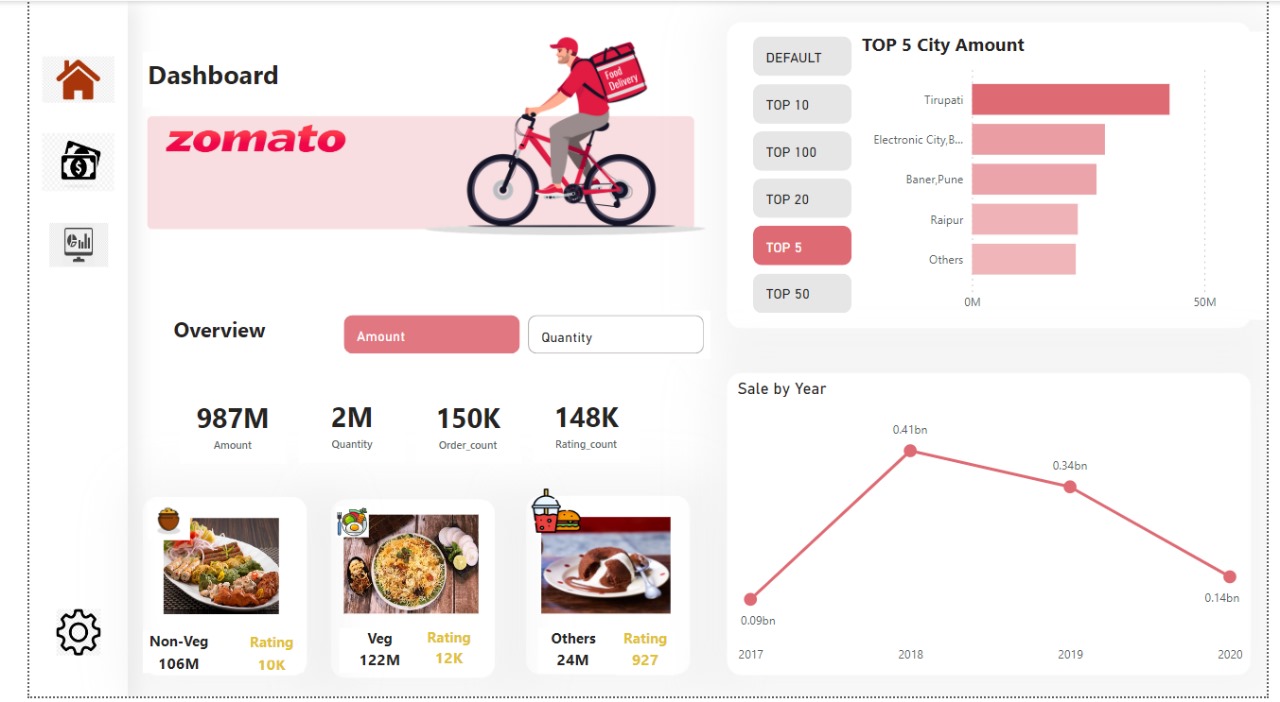 Dashboard
zomato
Food
Delivery
Overview
Amount
Quantity
987M
Amount
2M
Quantity
150K
Order_count
148K
Rating_count
Non-Veg
106M
Rating
10K
Veg
122M
Rating
12K
Others
24M
Rating
927
DEFAULT
TOP 10
TOP 100
TOP 20
TOP 5
TOP 50
TOP 5 City Amount
Tirupati
Electronic City,B...
Baner,Pune
Raipur
Others
0M
50M
Sale by Year
0.09bn
0.41bn
0.34bn
0.14bn
2017
2018
2019
2020